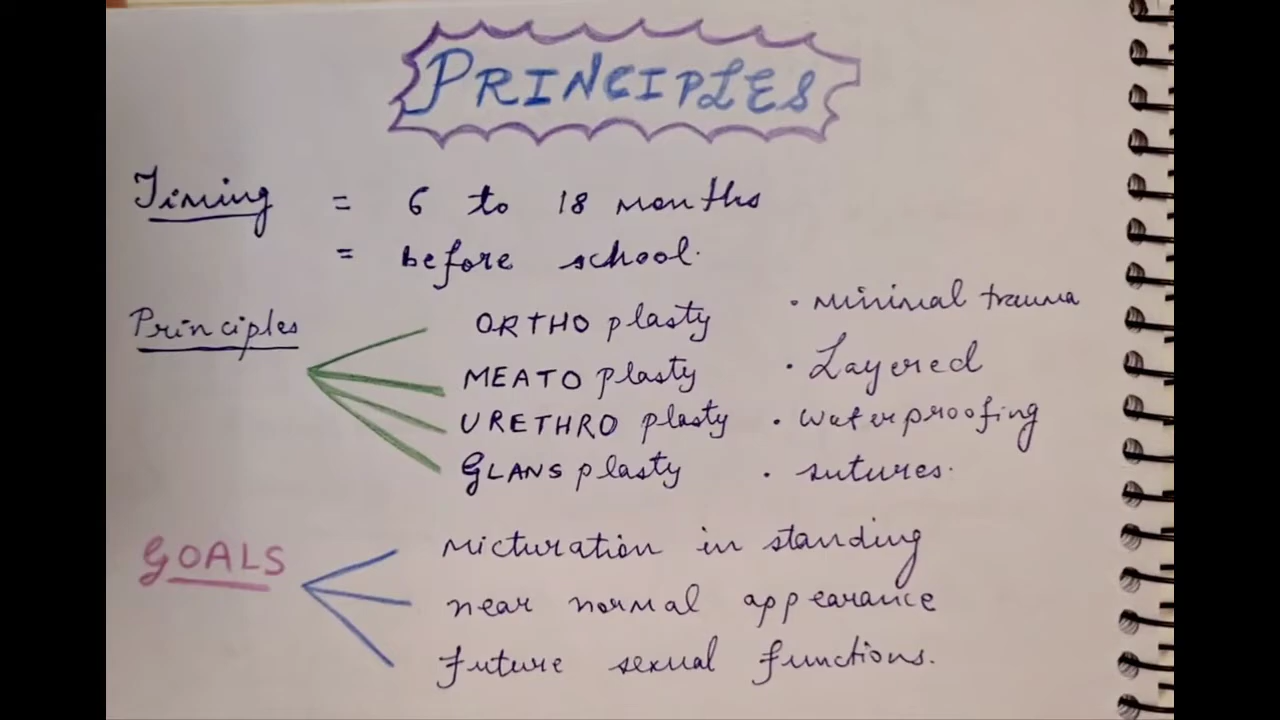 PRINCIPLES
Timing = 6 to 18 months
= before school.
Principles
ORTHO plasty • Minimal trauma
MEATO plasty • Layered
URETHRO plasty • waterproofing
GLANS plasty • sutures.
GOALS
Micturation in standing
near normal appearance
future sexual functions.